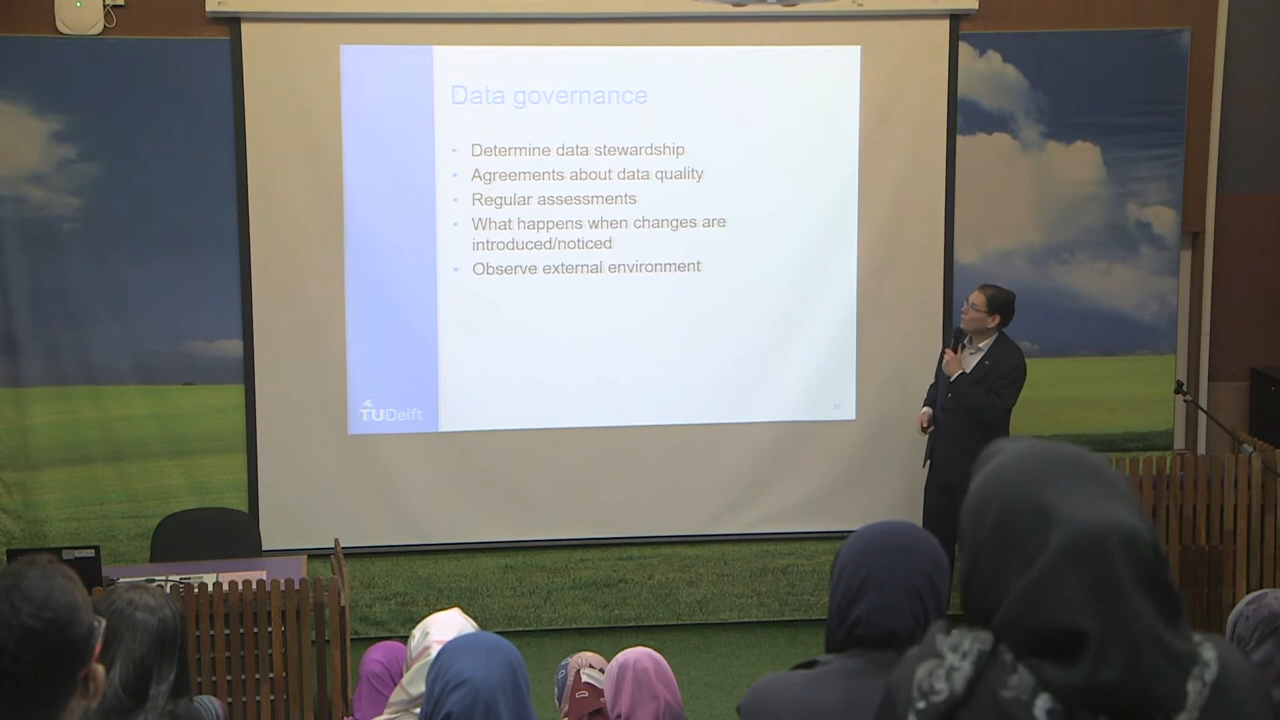 Data governance
• Determine data stewardship
• Agreements about data quality
• Regular assessments
• What happens when changes are
introduced/noticed
• Observe external environment
TUDelft